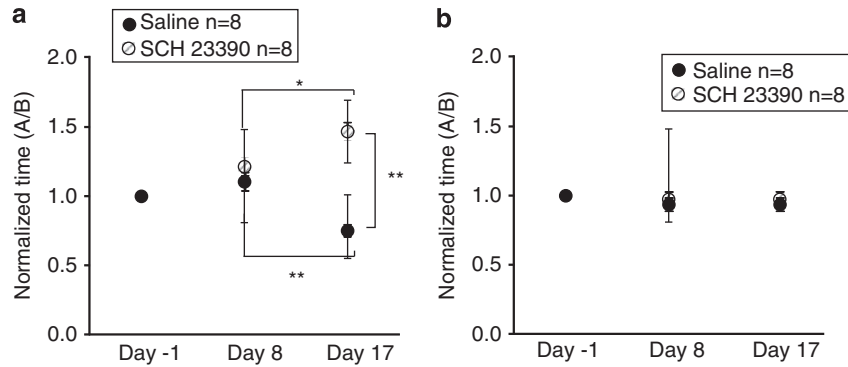 a
Saline n=8
SCH 23390 n=8
2.0
1.5
1.0
0.5
0.0
Normalized time (A/B)
*
**
**
Day -1
Day 8
Day 17
b
Saline n=8
SCH 23390 n=8
2.0
1.5
1.0
0.5
0.0
Normalized time (A/B)
Day -1
Day 8
Day 17